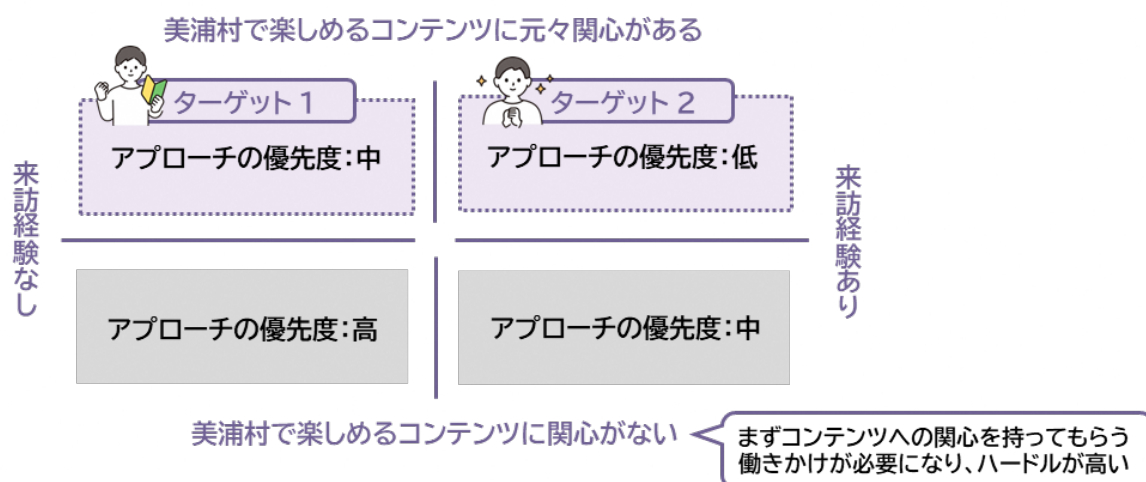 美浦村で楽しめるコンテンツに元々関心がある
ターゲット1
アプローチの優先度:中
ターゲット2
アプローチの優先度:低
来訪経験なし
来訪経験あり
アプローチの優先度:高
アプローチの優先度:中
美浦村で楽しめるコンテンツに関心がない
まずコンテンツへの関心を持ってもらう
働きかけが必要になり、ハードルが高い